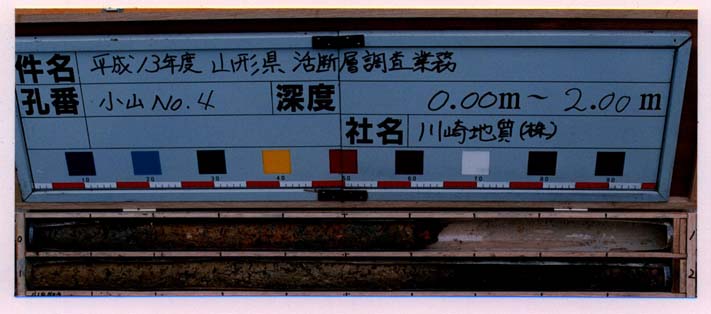 件名 平成13年度 山形県 活断層調査業務
孔番 小山 No.4 深度 0.00m~2.00m
社名 川崎地質(株)
10 20 30 40 50 60 70 80 90
0 1
1 2